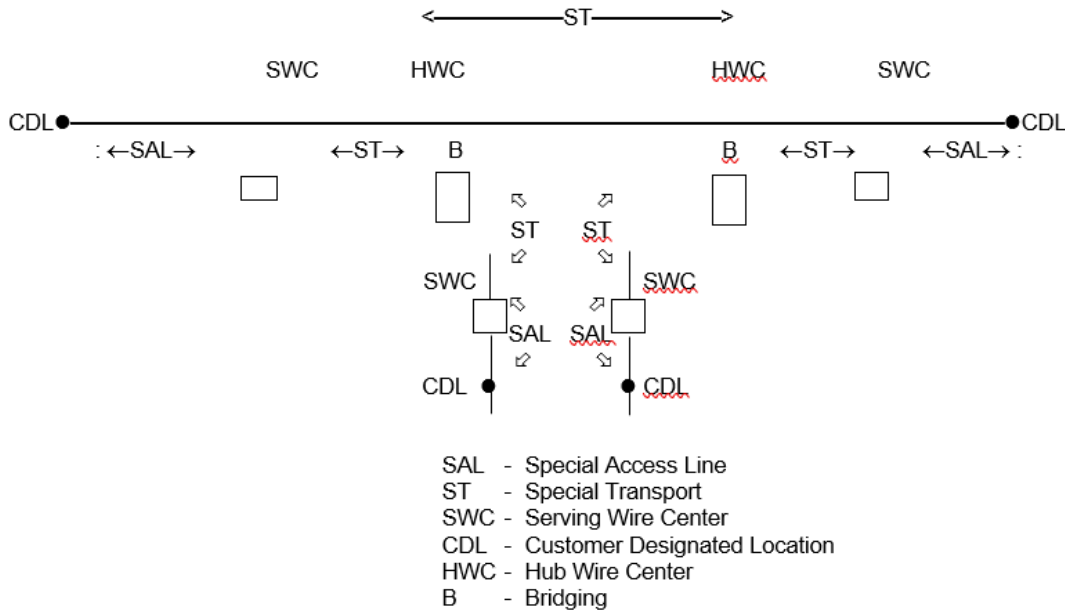 <——ST——>
SWC HWC HWC SWC
CDL CDL
: ←SAL→ ←ST→ B B ←ST→ ←SAL→ :
ST ST
SWC SWC
SAL SAL
CDL CDL
SAL - Special Access Line
ST - Special Transport
SWC - Serving Wire Center
CDL - Customer Designated Location
HWC - Hub Wire Center
B - Bridging